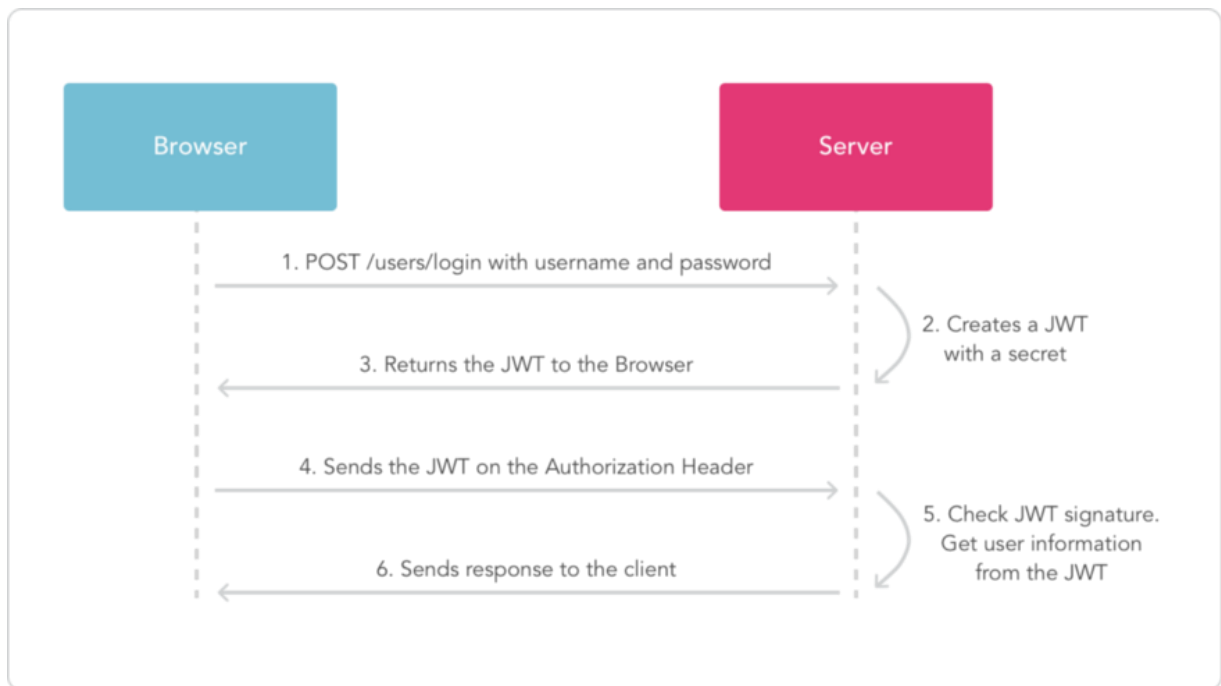 Browser
Server
1. POST /users/login with username and password
2. Creates a JWT
with a secret
3. Returns the JWT to the Browser
4. Sends the JWT on the Authorization Header
5. Check JWT signature.
Get user information
from the JWT
6. Sends response to the client